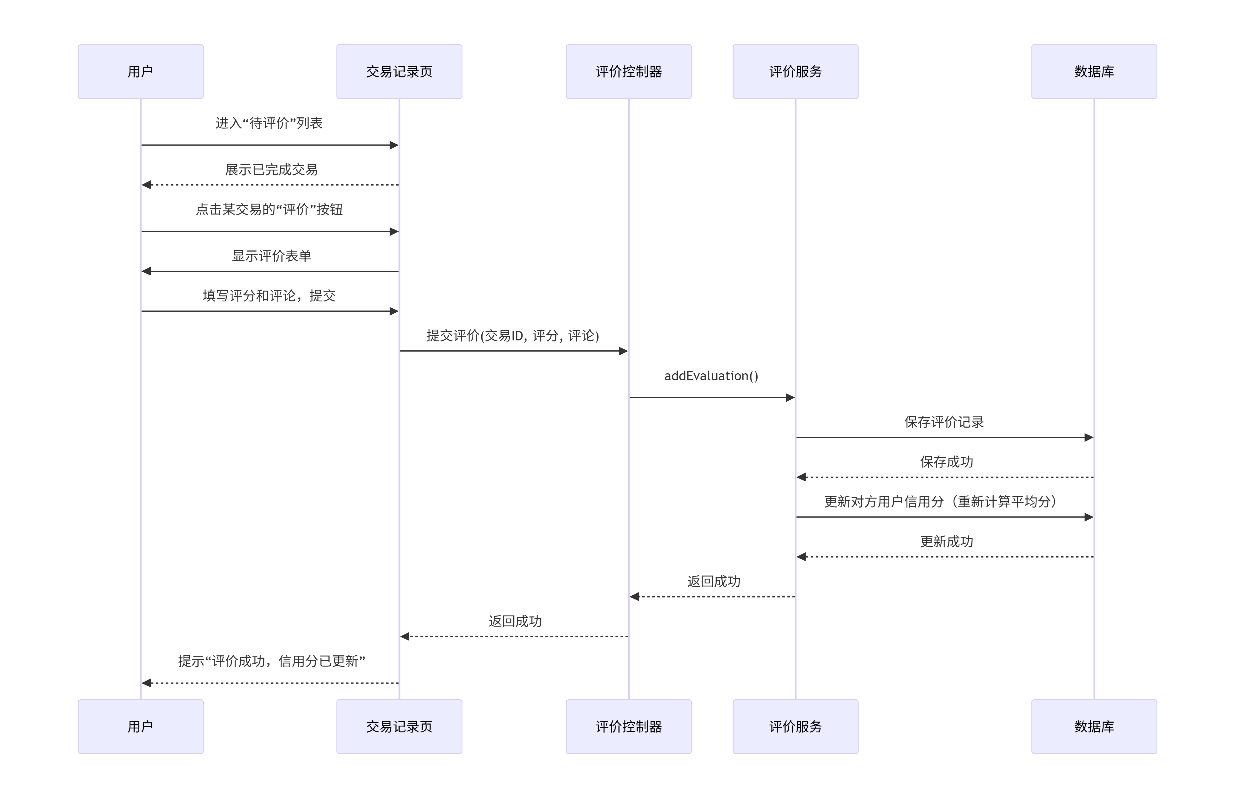 用户
交易记录页
评价控制器
评价服务
数据库
进入“待评价”列表
展示已完成交易
点击某交易的“评价”按钮
显示评价表单
填写评分和评论，提交
提交评价(交易ID, 评分, 评论)
addEvaluation()
保存评价记录
保存成功
更新对方用户信用分（重新计算平均分）
更新成功
返回成功
返回成功
提示“评价成功，信用分已更新”
用户
交易记录页
评价控制器
评价服务
数据库